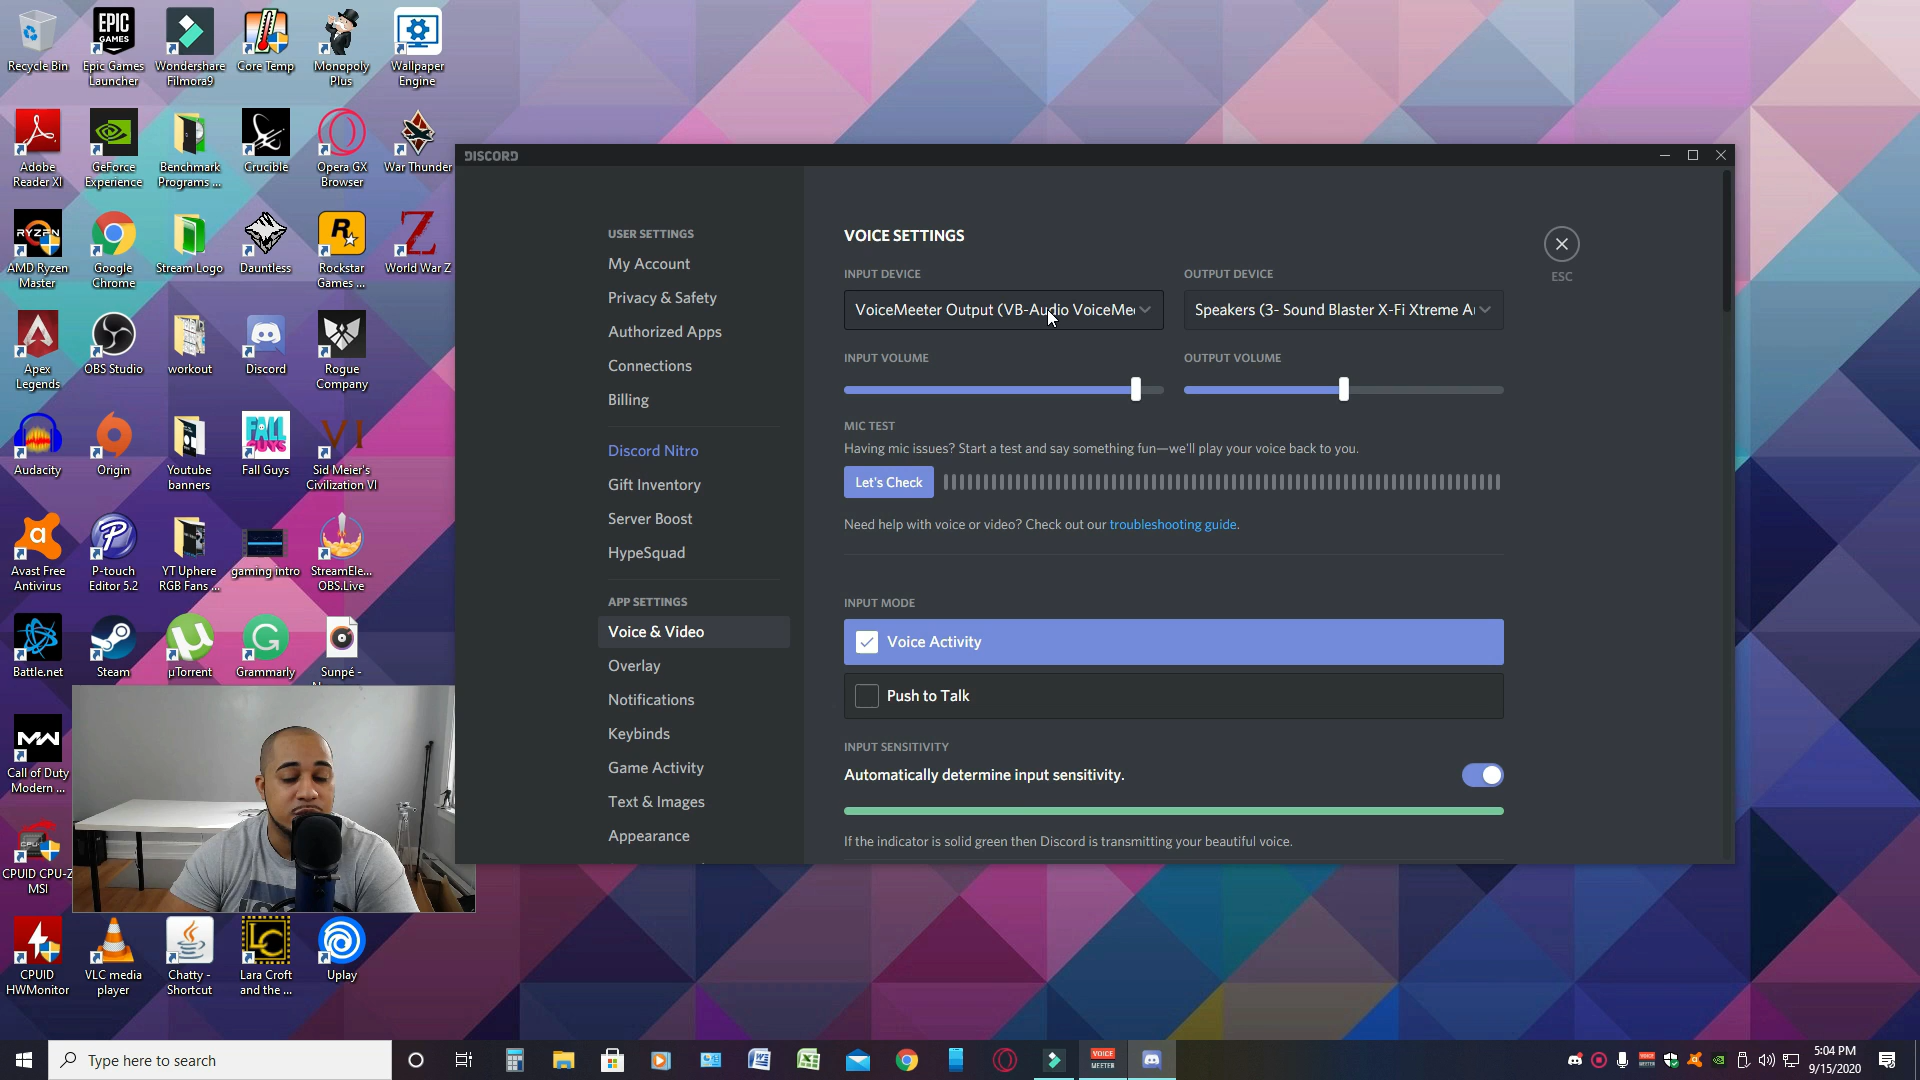 Recycle Bin
Epic Games Launcher
Wondershare Filmora9
Core Temp
Monopoly Plus
Wallpaper Engine
EPIC GAMES
Adobe Reader XI
GeForce Experience
Benchmark Programs ...
Crucible
Opera GX Browser
War Thunder
RYZEN
AMD Ryzen Master
Google Chrome
Stream Logo
Dauntless
Rockstar Games ...
World War Z
Apex Legends
OBS Studio
workout
Discord
Rogue Company
Audacity
Origin
Youtube banners
FALL GUYS
Fall Guys
VI
Sid Meier's Civilization VI
Avast Free Antivirus
P-touch Editor 5.2
YT Uphere RGB Fans ...
gaming intro
StreamEle... OBS.Live
Battle.net
Steam
µTorrent
Grammarly
Sunpé -
MW
Call of Duty Modern ...
CPUID CPU-Z MSI
CPUID HWMonitor
VLC media player
Chatty - Shortcut
LC
Lara Croft and the ...
Uplay
DISCORD
USER SETTINGS
My Account
Privacy & Safety
Authorized Apps
Connections
Billing
Discord Nitro
Gift Inventory
Server Boost
HypeSquad
APP SETTINGS
Voice & Video
Overlay
Notifications
Keybinds
Game Activity
Text & Images
Appearance
VOICE SETTINGS
INPUT DEVICE
VoiceMeeter Output (VB-Audio VoiceMe
OUTPUT DEVICE
Speakers (3- Sound Blaster X-Fi Xtreme A
ESC
INPUT VOLUME
OUTPUT VOLUME
MIC TEST
Having mic issues? Start a test and say something fun—we'll play your voice back to you.
Let's Check
Need help with voice or video? Check out our troubleshooting guide.
INPUT MODE
Voice Activity
Push to Talk
INPUT SENSITIVITY
Automatically determine input sensitivity.
If the indicator is solid green then Discord is transmitting your beautiful voice.
Type here to search
VOICE MEETER
5:04 PM
9/15/2020